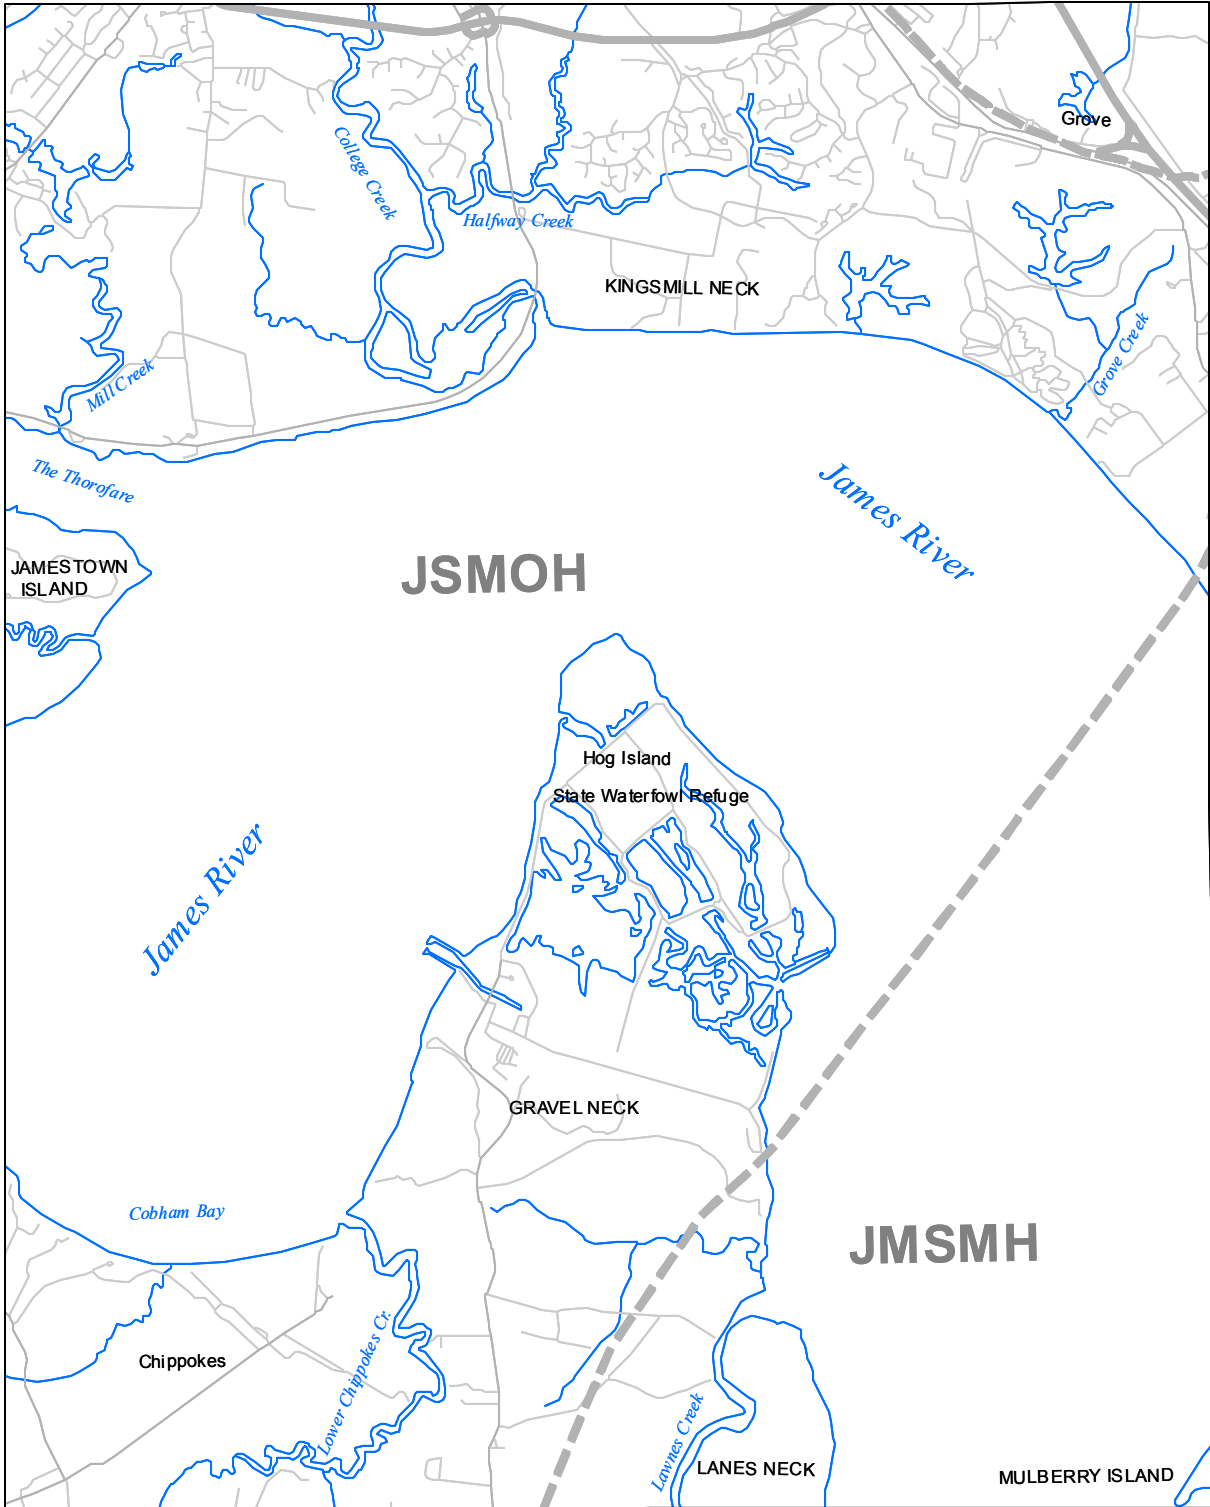 Grove
College Creek
Halfway Creek
KINGSMILL NECK
Grove Creek
Mill Creek
The Thorofare
James River
JAMESTOWN
ISLAND
JSMOH
Hog Island
State Waterfowl Refuge
James River
GRAVEL NECK
Cobham Bay
JMSMH
Chippokes
Lower Chippokes Cr.
Lawnes Creek
LANES NECK
MULBERRY ISLAND